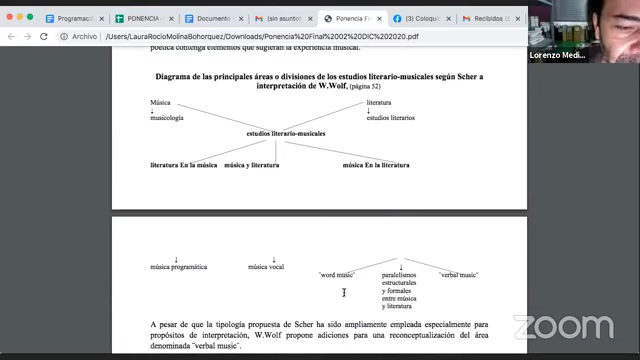 Programació
PONENCIA -
Documento
(sin asunto)
Ponencia Fi
(3) Coloqui
Recibidos (
Archivo
/Users/LauraRocioMolinaBohorquez/Downloads/Ponencia%20Final%2002%20DIC%202020.pdf
poética contenga elementos que sugieran la experiencia musical.
Lorenzo Medi...
Diagrama de las principales áreas o divisiones de los estudios literario-musicales según Scher a
interpretación de W.Wolf, (página 52)
Música literatura
↓ ↓
musicología estudios literarios
estudios literario-musicales
literatura En la música música y literatura música En la literatura
↓ ↓ ↓
música programática música vocal "word music" paralelismos "verbal music"
estructurales
y formales
entre música
y literatura
zoom
A pesar de que la tipología propuesta de Scher ha sido ampliamente empleada especialmente para
propósitos de interpretación, W.Wolf propone adiciones para una reconceptualización del área
denominada "verbal music".